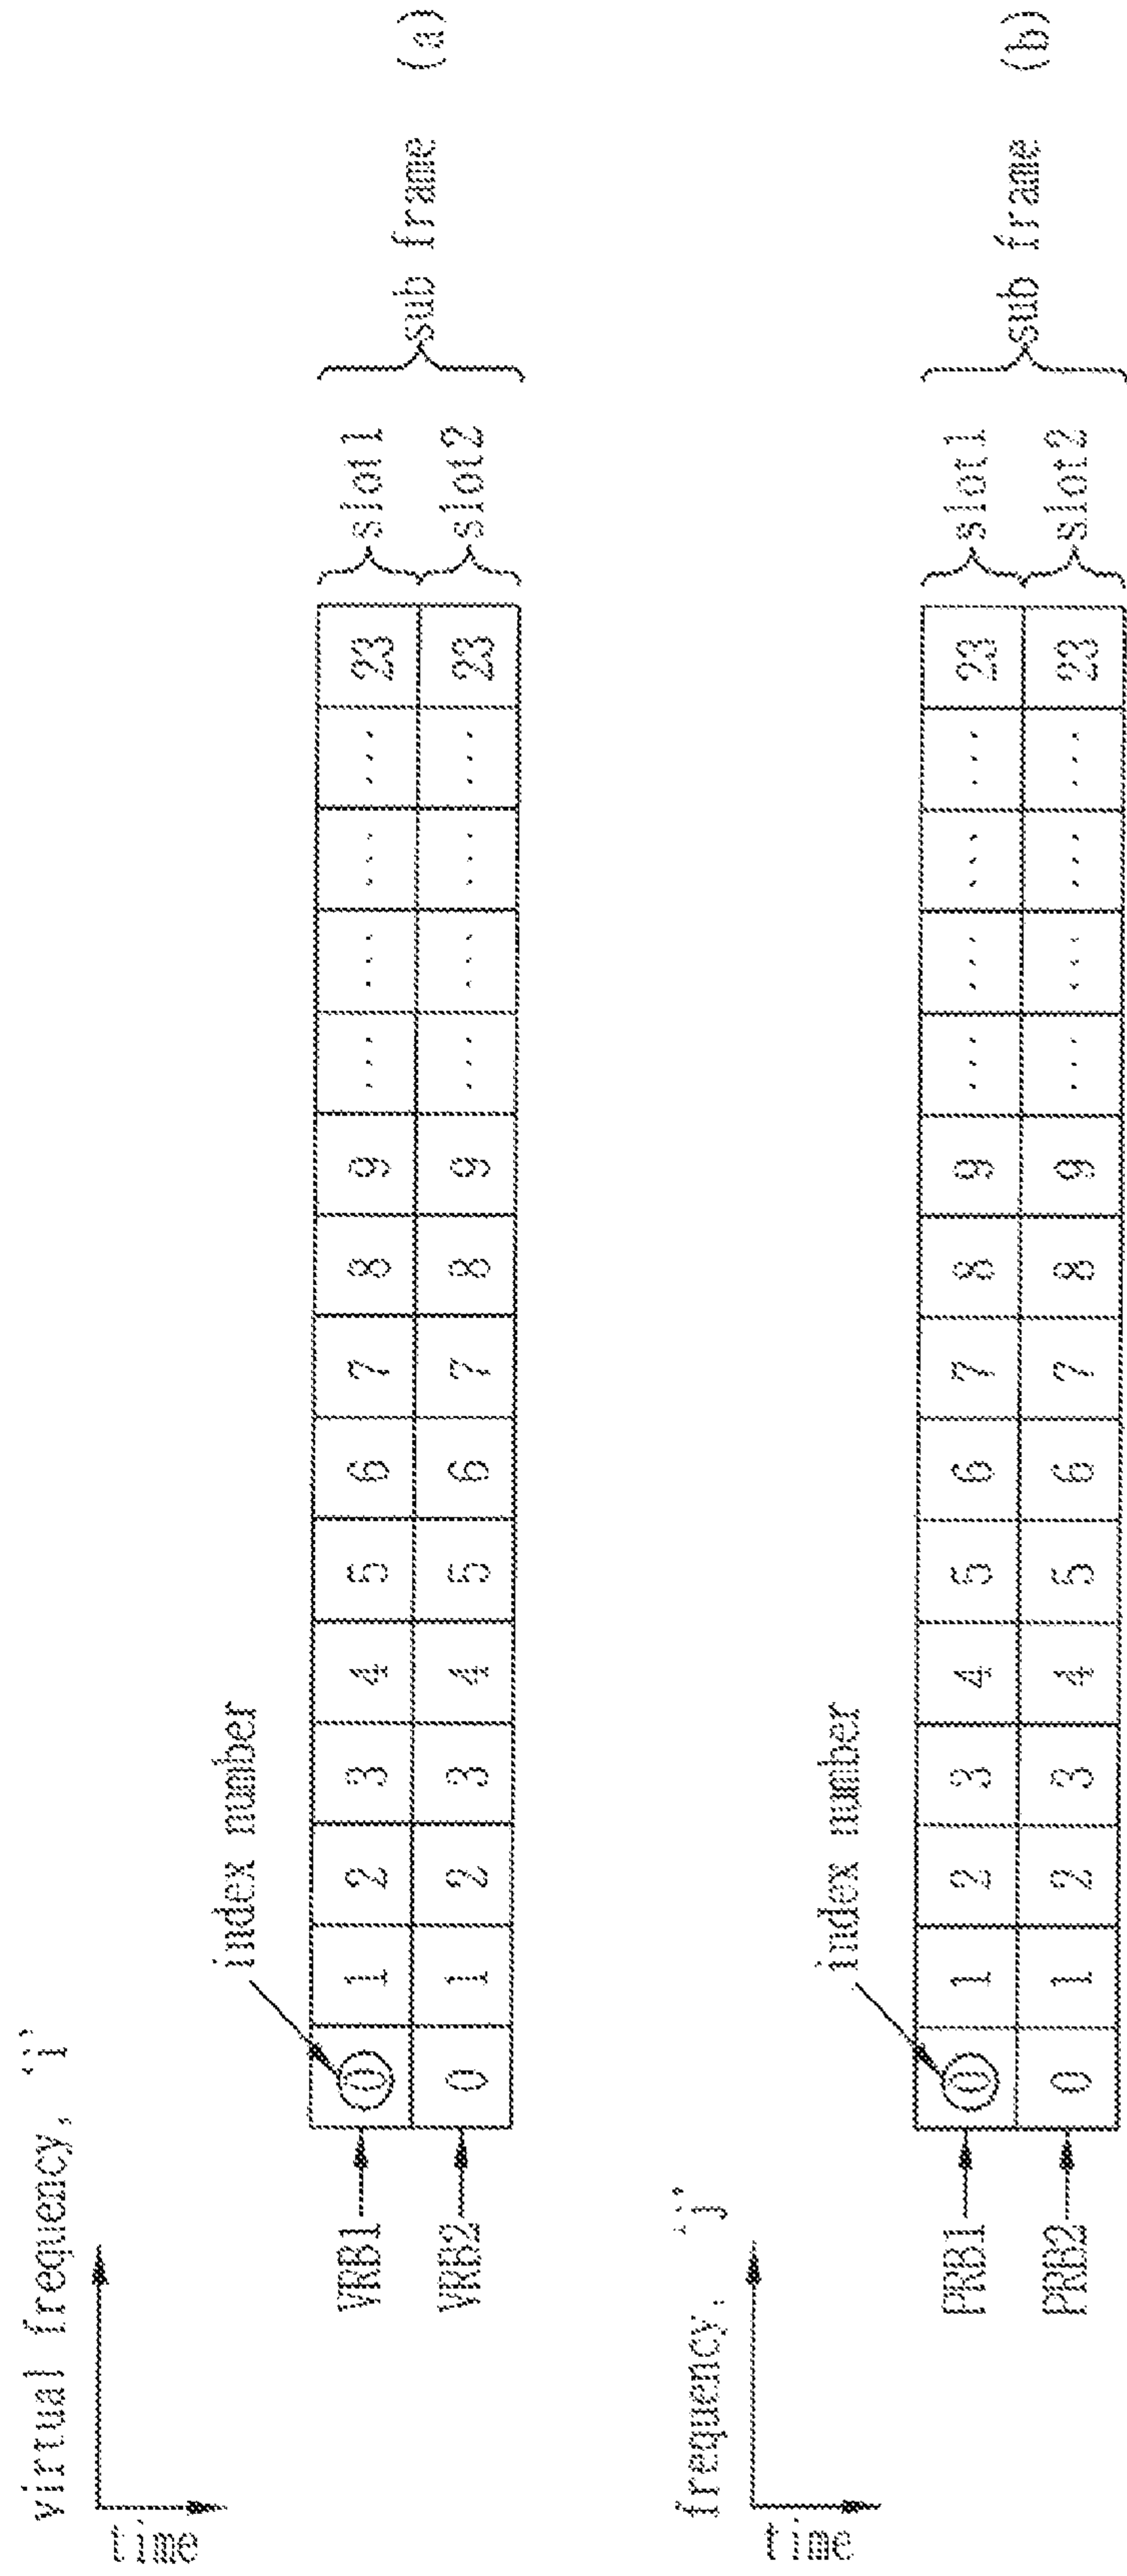 virtual frequency, 'i'
time
index number
VRB1 0 1 2 3 4 5 6 7 8 9 ... ... ... ... 23 slot1
VRB2 0 1 2 3 4 5 6 7 8 9 ... ... ... ... 23 slot2
sub frame
(a)
frequency, 'j'
time
index number
PRB1 0 1 2 3 4 5 6 7 8 9 ... ... ... ... 23 slot1
PRB2 0 1 2 3 4 5 6 7 8 9 ... ... ... ... 23 slot2
sub frame
(b)